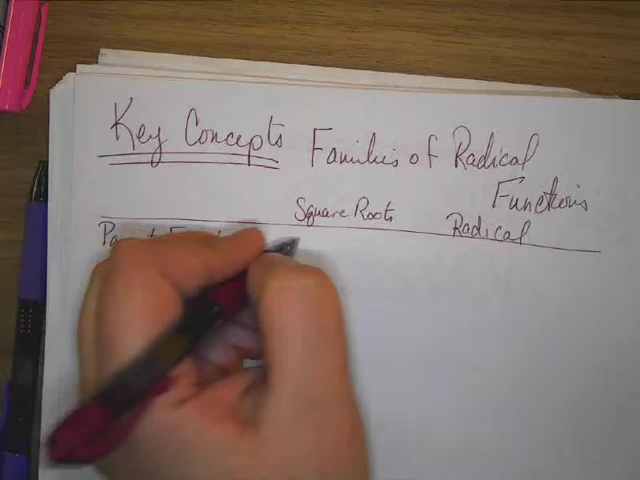 Key Concepts Families of Radical
Functions
Square Roots Radical